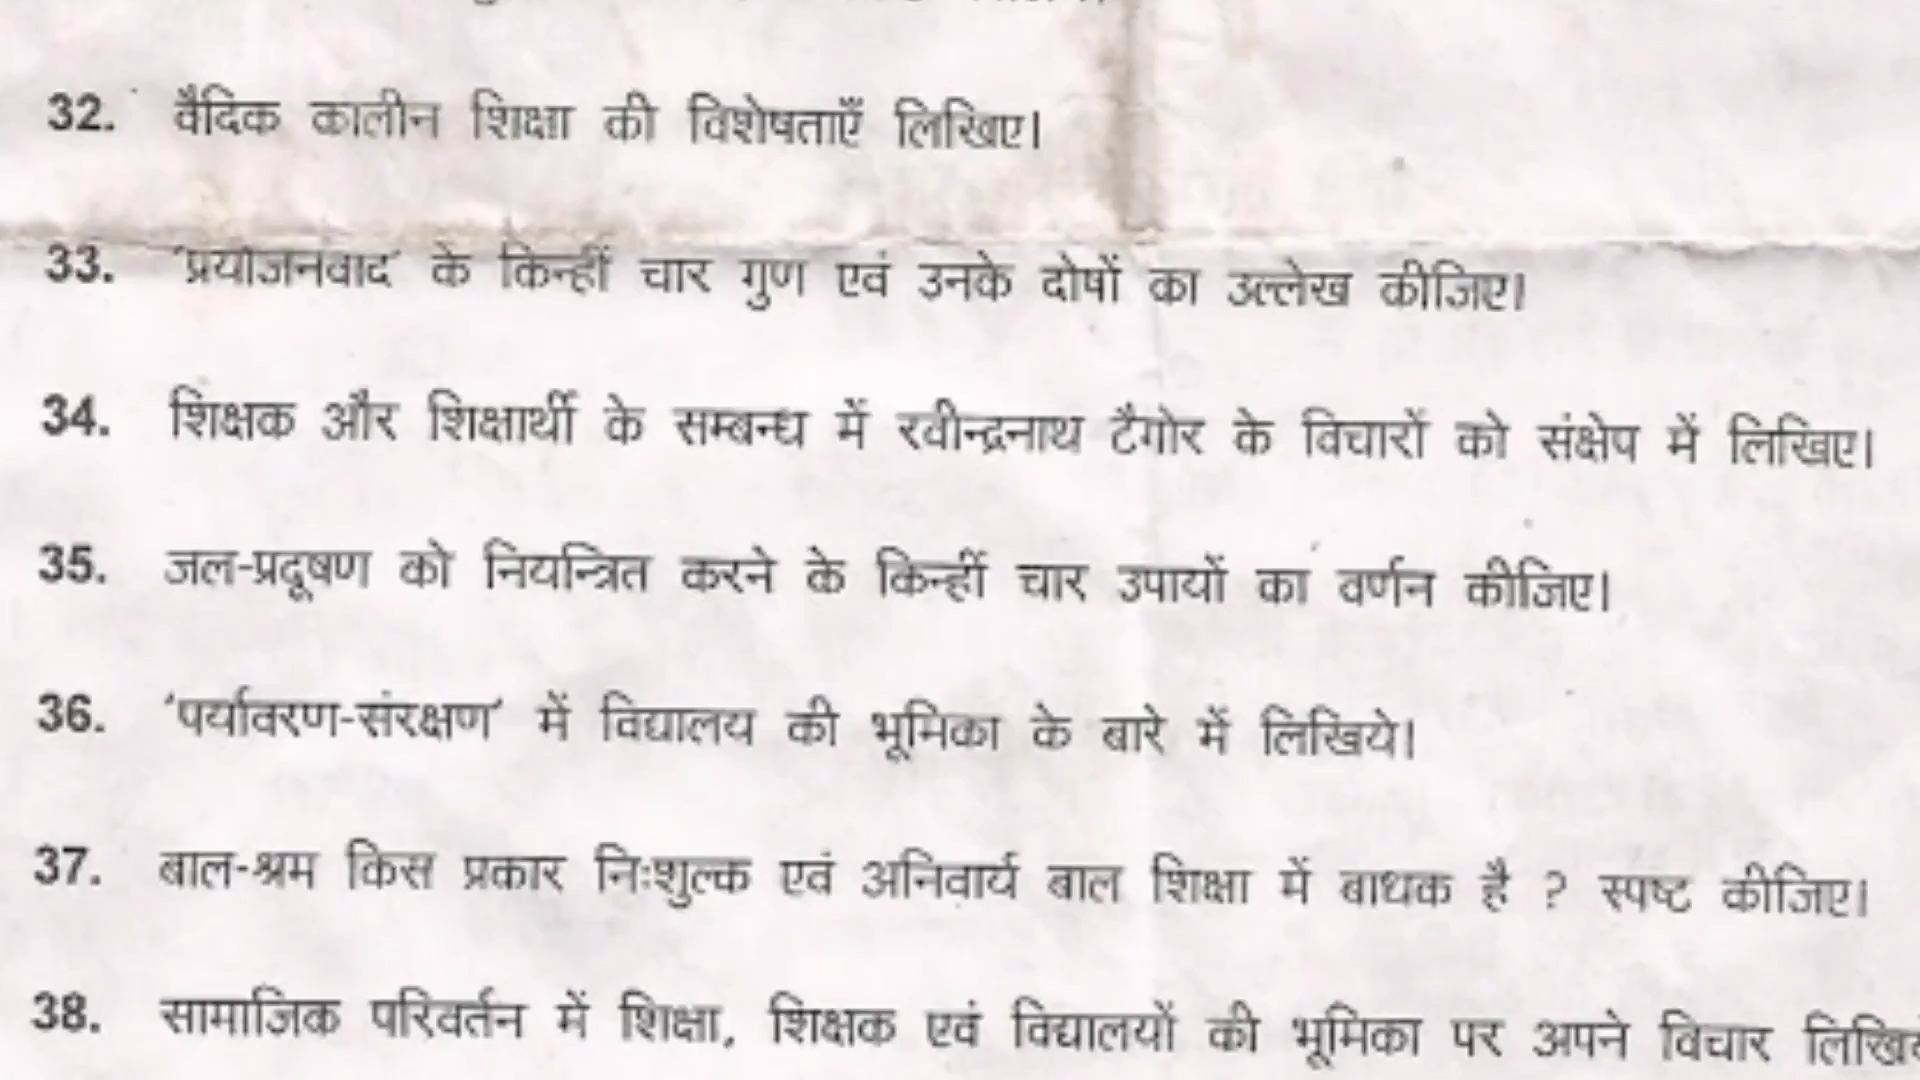 32. वैदिक कालीन शिक्षा की विशेषताएँ लिखिए।
33. 'प्रयोजनवाद' के किन्हीं चार गुण एवं उनके दोषों का उल्लेख कीजिए।
34. शिक्षक और शिक्षार्थी के सम्बन्ध में रवीन्द्रनाथ टैगोर के विचारों को संक्षेप में लिखिए।
35. जल-प्रदूषण को नियन्त्रित करने के किन्हीं चार उपायों का वर्णन कीजिए।
36. 'पर्यावरण-संरक्षण' में विद्यालय की भूमिका के बारे में लिखिये।
37. बाल-श्रम किस प्रकार निःशुल्क एवं अनिवार्य बाल शिक्षा में बाधक है ? स्पष्ट कीजिए।
38. सामाजिक परिवर्तन में शिक्षा, शिक्षक एवं विद्यालयों की भूमिका पर अपने विचार